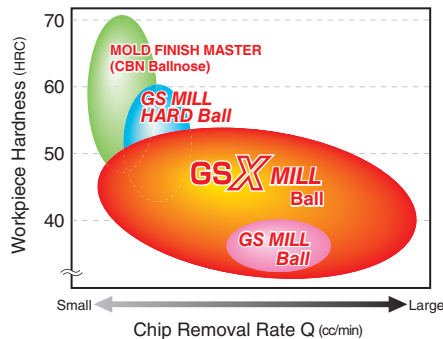 Workpiece Hardness (HRC)
70
60
50
40
MOLD FINISH MASTER
(CBN Ballnose)
GS MILL
HARD Ball
GSX MILL
Ball
GS MILL
Ball
Small
Large
Chip Removal Rate Q (cc/min)